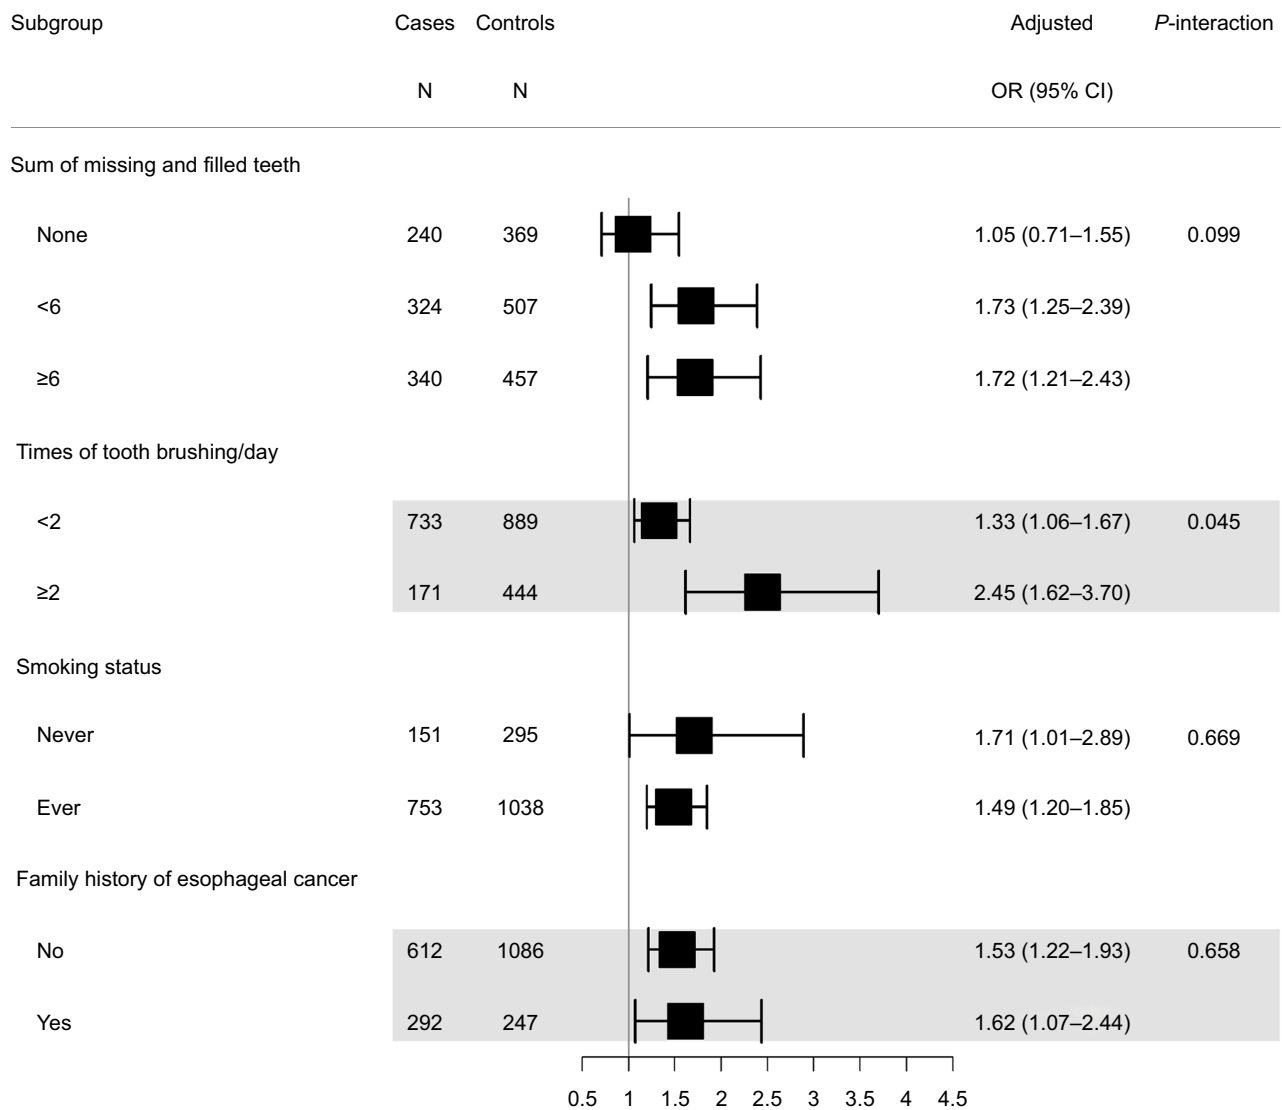 Subgroup Cases Controls Adjusted P-interaction
N N OR (95% CI)
Sum of missing and filled teeth
None 240 369 1.05 (0.71–1.55) 0.099
<6 324 507 1.73 (1.25–2.39)
≥6 340 457 1.72 (1.21–2.43)
Times of tooth brushing/day
<2 733 889 1.33 (1.06–1.67) 0.045
≥2 171 444 2.45 (1.62–3.70)
Smoking status
Never 151 295 1.71 (1.01–2.89) 0.669
Ever 753 1038 1.49 (1.20–1.85)
Family history of esophageal cancer
No 612 1086 1.53 (1.22–1.93) 0.658
Yes 292 247 1.62 (1.07–2.44)
0.5 1 1.5 2 2.5 3 3.5 4 4.5